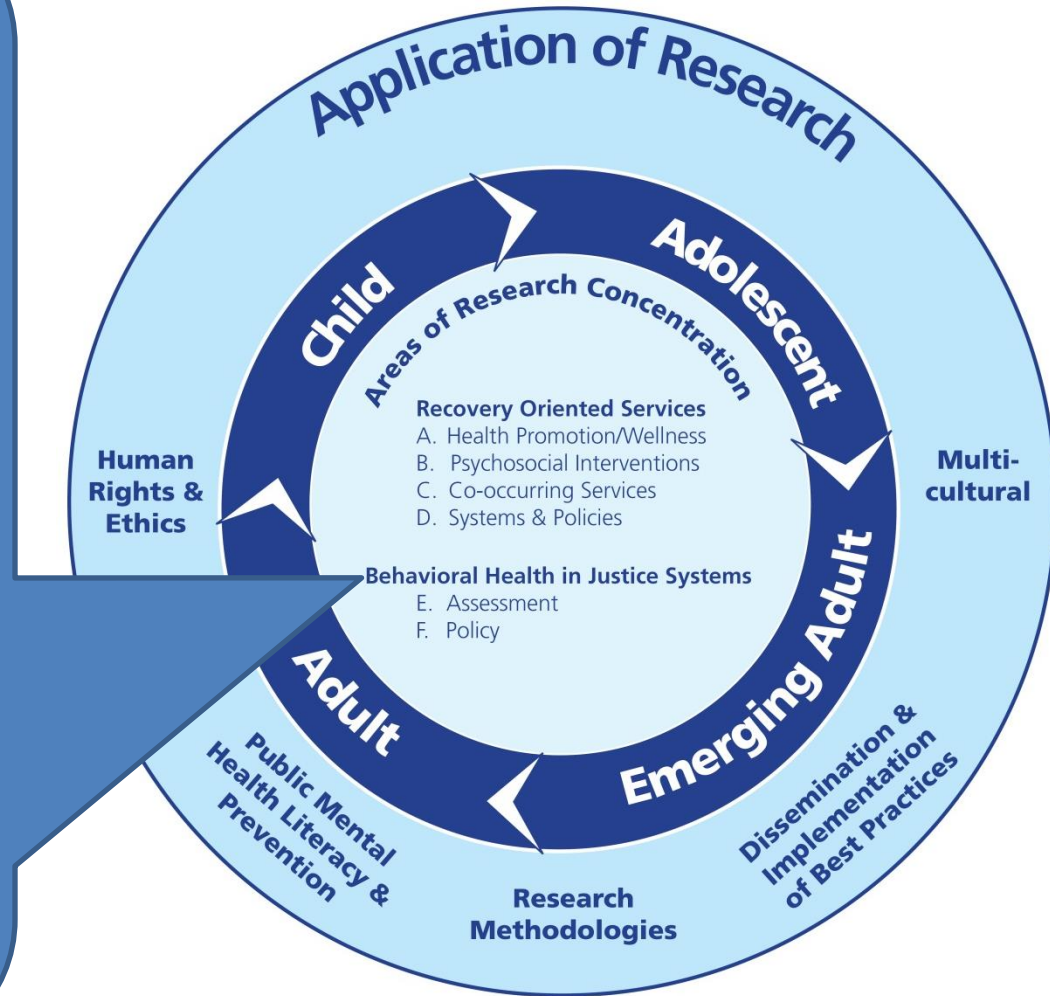 Application of Research
Child
Adolescent
Areas of Research Concentration
Recovery Oriented Services
A. Health Promotion/Wellness
B. Psychosocial Interventions
C. Co-occurring Services
D. Systems & Policies
Human
Rights &
Ethics
Multi-
cultural
Behavioral Health in Justice Systems
E. Assessment
F. Policy
Adult
Emerging Adult
Public Mental
Health Literacy &
Prevention
Research
Methodologies
Dissemination &
Implementation
of Best Practices